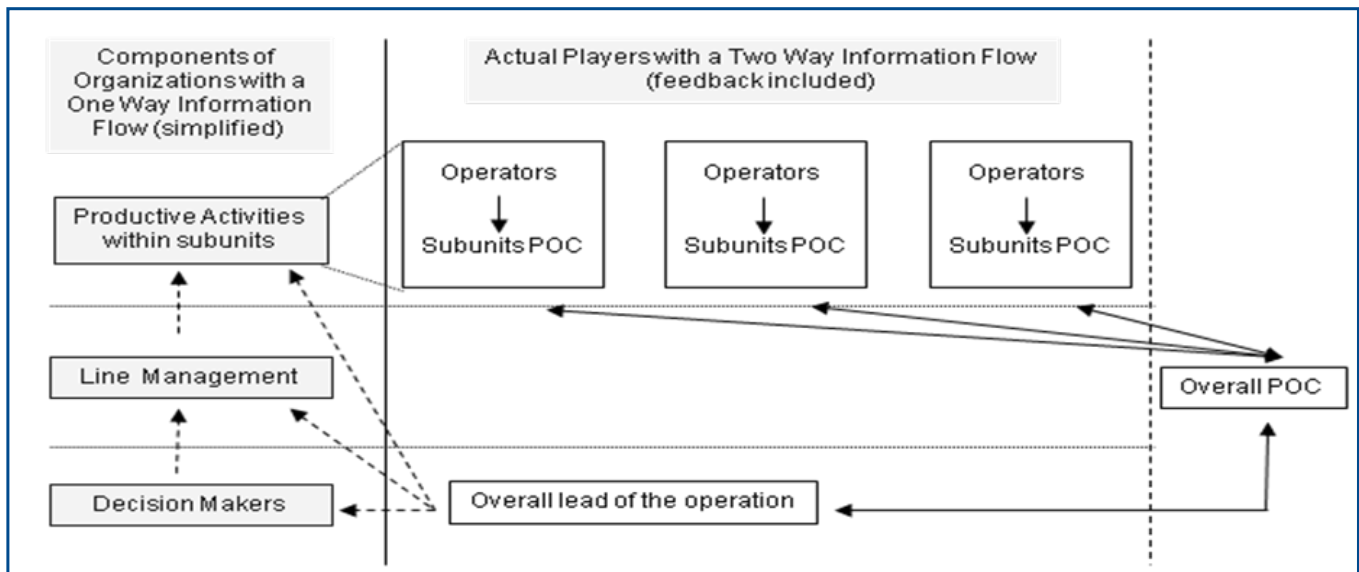 Components of
Organizations with a
One Way Information
Flow (simplified)
Actual Players with a Two Way Information Flow
(feedback included)
Productive Activities
within subunits
Operators
Subunits POC
Operators
Subunits POC
Operators
Subunits POC
Line Management
Overall POC
Decision Makers
Overall lead of the operation